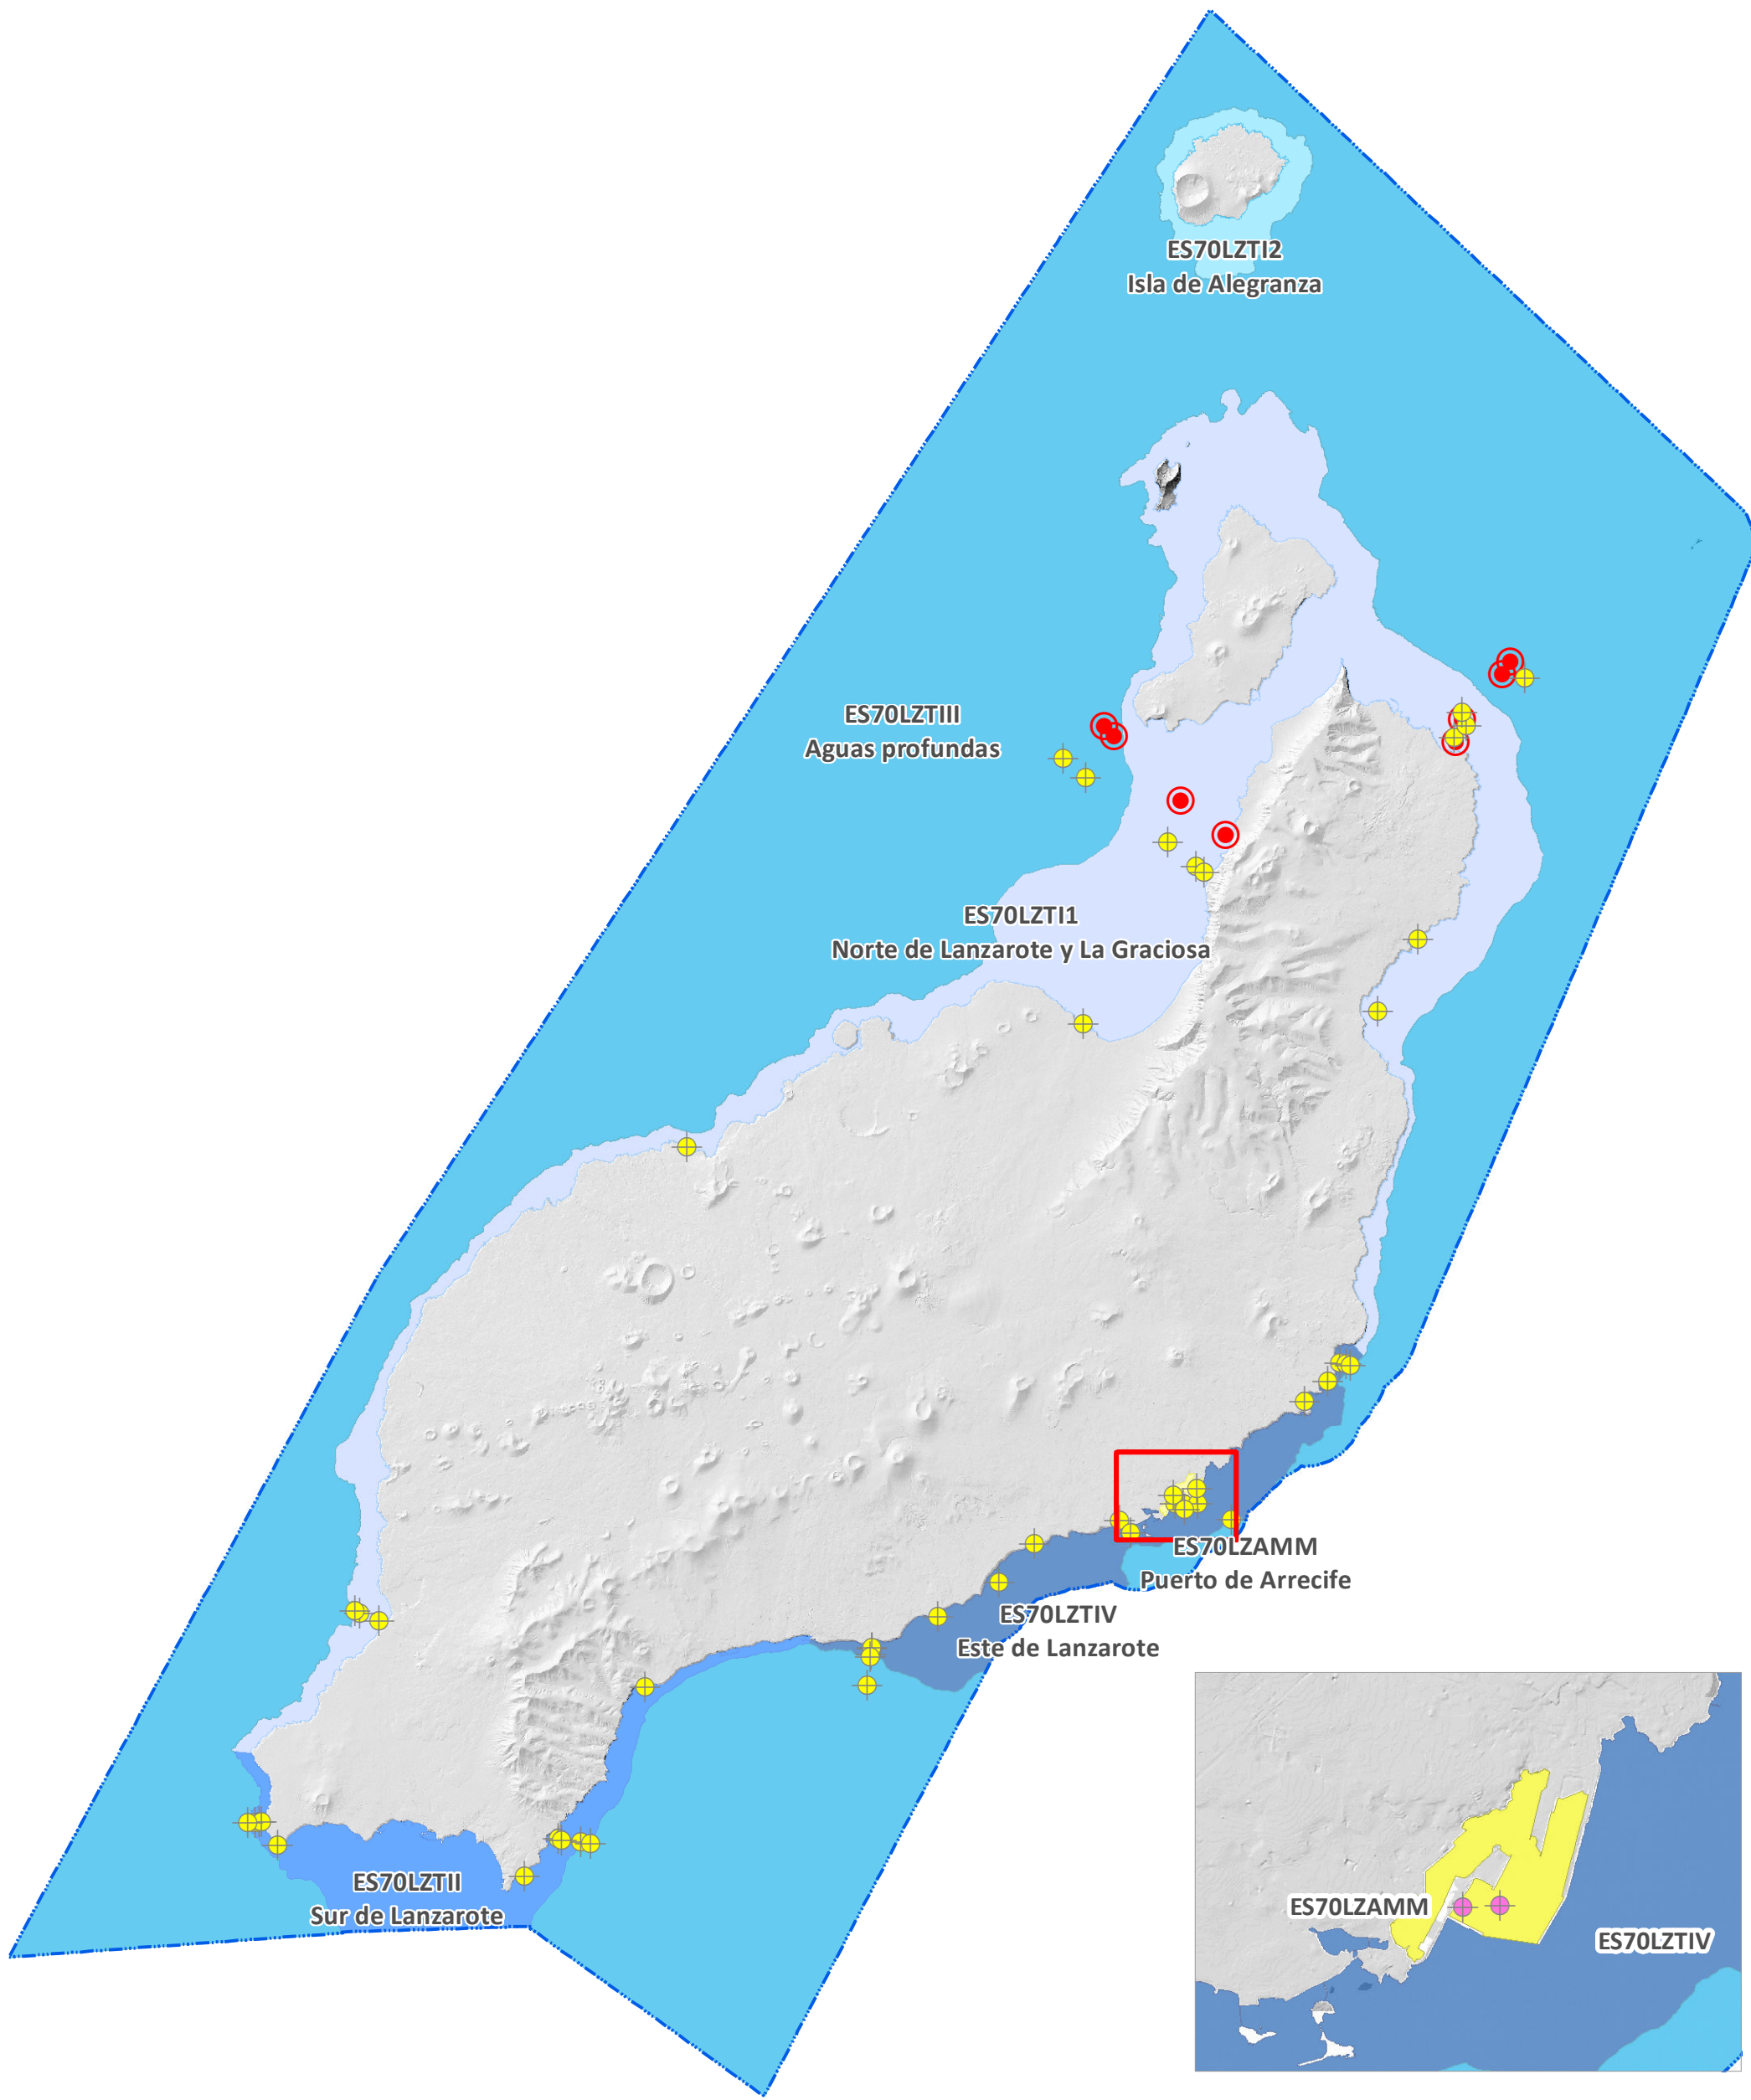 ES70LZTI2
Isla de Alegranza
ES70LZTIII
Aguas profundas
ES70LZTI1
Norte de Lanzarote y La Graciosa
ES70LZAMM
Puerto de Arrecife
ES70LZTIV
Este de Lanzarote
ES70LZTII
Sur de Lanzarote
ES70LZAMM
ES70LZTIV